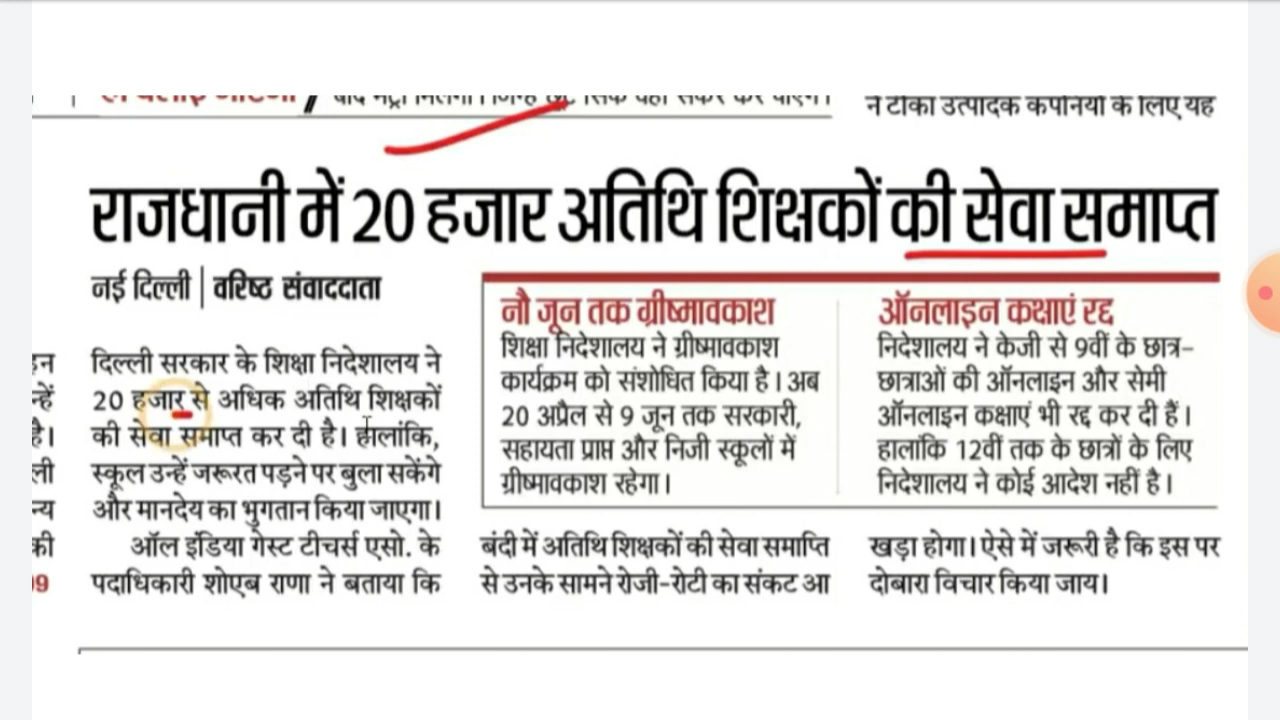 न टीका उत्पादक कंपनियों के लिए यह
राजधानी में 20 हजार अतिथि शिक्षकों की सेवा समाप्त
नई दिल्ली | वरिष्ठ संवाददाता
दिल्ली सरकार के शिक्षा निदेशालय ने
20 हजार से अधिक अतिथि शिक्षकों
की सेवा समाप्त कर दी है। हालांकि,
स्कूल उन्हें जरूरत पड़ने पर बुला सकेंगे
और मानदेय का भुगतान किया जाएगा।
ऑल इंडिया गेस्ट टीचर्स एसो. के
पदाधिकारी शोएब राणा ने बताया कि
नौ जून तक ग्रीष्मावकाश
शिक्षा निदेशालय ने ग्रीष्मावकाश
कार्यक्रम को संशोधित किया है। अब
20 अप्रैल से 9 जून तक सरकारी,
सहायता प्राप्त और निजी स्कूलों में
ग्रीष्मावकाश रहेगा।
ऑनलाइन कक्षाएं रद्द
निदेशालय ने केजी से 9वीं के छात्र-
छात्राओं की ऑनलाइन और सेमी
ऑनलाइन कक्षाएं भी रद्द कर दी हैं।
हालांकि 12वीं तक के छात्रों के लिए
निदेशालय ने कोई आदेश नहीं है।
बंदी में अतिथि शिक्षकों की सेवा समाप्ति
से उनके सामने रोजी-रोटी का संकट आ
खड़ा होगा। ऐसे में जरूरी है कि इस पर
दोबारा विचार किया जाय।